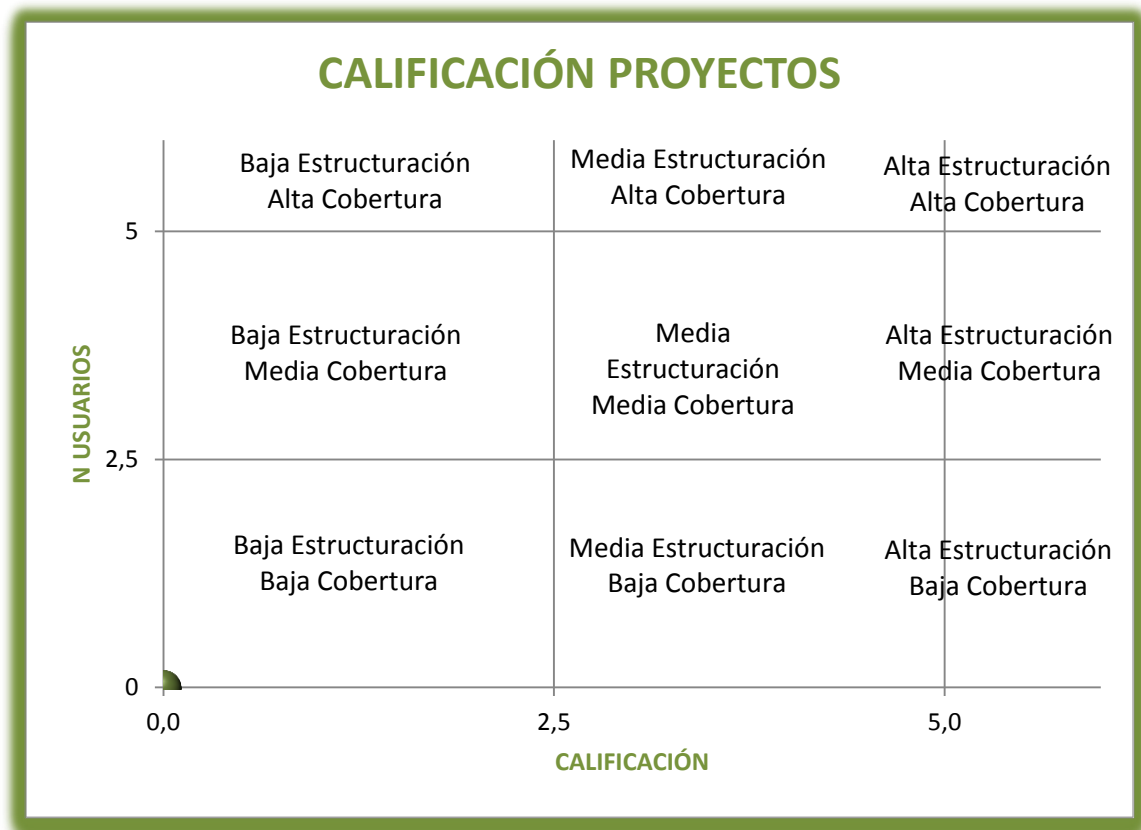 CALIFICACIÓN PROYECTOS
Baja Estructuración
Alta Cobertura
Media Estructuración
Alta Cobertura
Alta Estructuración
Alta Cobertura
5
Baja Estructuración
Media Cobertura
Media
Estructuración
Media Cobertura
Alta Estructuración
Media Cobertura
N USUARIOS
2,5
Baja Estructuración
Baja Cobertura
Media Estructuración
Baja Cobertura
Alta Estructuración
Baja Cobertura
0
0,0
2,5
5,0
CALIFICACIÓN